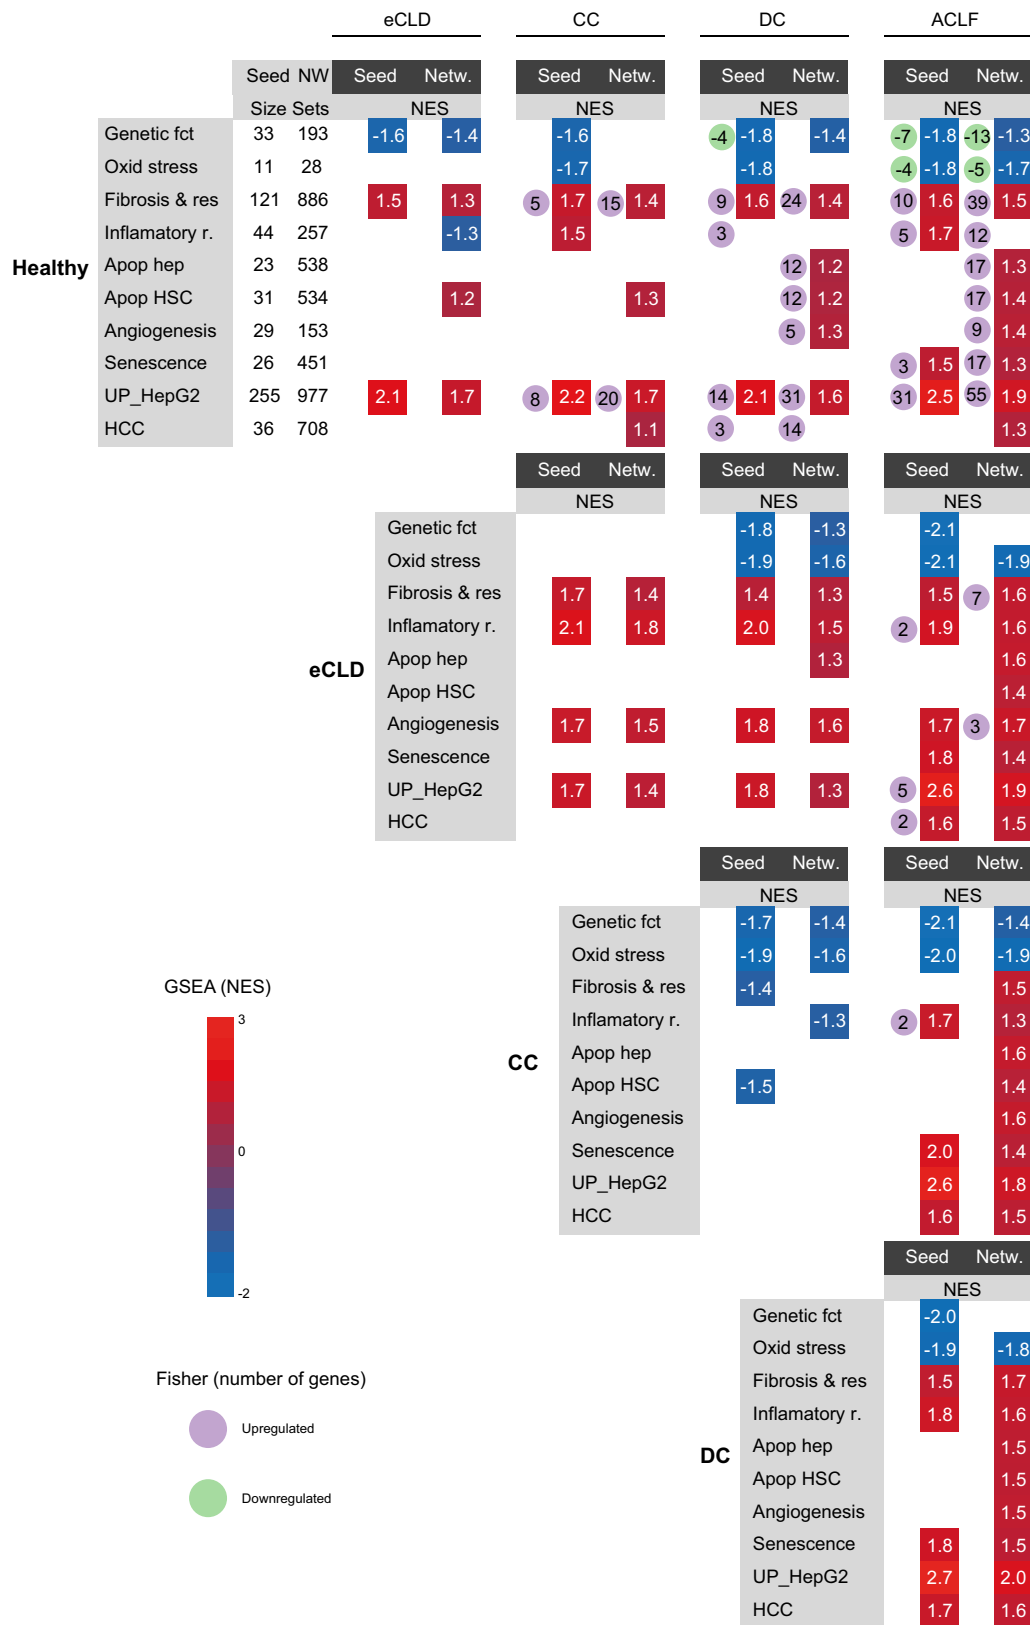 eCLD CC DC ACLF
Seed NW Seed Netw. Seed Netw. Seed Netw. Seed Netw.
Size Sets NES NES NES NES
Genetic fct 33 193 -1.6 -1.4 -1.6 -4 -1.8 -1.4 -7 -1.8 -13 -1.3
Oxid stress 11 28 -1.7 -1.8 -4 -1.8 -5 -1.7
Fibrosis & res 121 886 1.5 1.3 5 1.7 15 1.4 9 1.6 24 1.4 10 1.6 39 1.5
Inflamatory r. 44 257 -1.3 1.5 3 5 1.7 12
Healthy Apop hep 23 538 12 1.2 17 1.3
Apop HSC 31 534 1.2 1.3 12 1.2 17 1.4
Angiogenesis 29 153 5 1.3 9 1.4
Senescence 26 451 3 1.5 17 1.3
UP_HepG2 255 977 2.1 1.7 8 2.2 20 1.7 14 2.1 31 1.6 31 2.5 55 1.9
HCC 36 708 1.1 3 14 1.3
Seed Netw. Seed Netw. Seed Netw.
NES NES NES
Genetic fct -1.8 -1.3 -2.1
Oxid stress -1.9 -1.6 -2.1 -1.9
Fibrosis & res 1.7 1.4 1.4 1.3 1.5 7 1.6
Inflamatory r. 2.1 1.8 2.0 1.5 2 1.9 1.6
eCLD Apop hep 1.3 1.6
Apop HSC 1.4
Angiogenesis 1.7 1.5 1.8 1.6 1.7 3 1.7
Senescence 1.8 1.4
UP_HepG2 1.7 1.4 1.8 1.3 5 2.6 1.9
HCC 2 1.6 1.5
Seed Netw. Seed Netw.
NES NES
Genetic fct -1.7 -1.4 -2.1 -1.4
Oxid stress -1.9 -1.6 -2.0 -1.9
Fibrosis & res -1.4 1.5
Inflamatory r. -1.3 2 1.7 1.3
CC Apop hep 1.6
Apop HSC -1.5 1.4
Angiogenesis 1.6
Senescence 2.0 1.4
UP_HepG2 2.6 1.8
HCC 1.6 1.5
GSEA (NES)
3
0
-2
Seed Netw.
NES
Genetic fct -2.0
Oxid stress -1.9 -1.8
Fibrosis & res 1.5 1.7
Inflamatory r. 1.8 1.6
DC Apop hep 1.5
Apop HSC 1.5
Angiogenesis 1.5
Senescence 1.8 1.5
UP_HepG2 2.7 2.0
HCC 1.7 1.6
Fisher (number of genes)
Upregulated
Downregulated